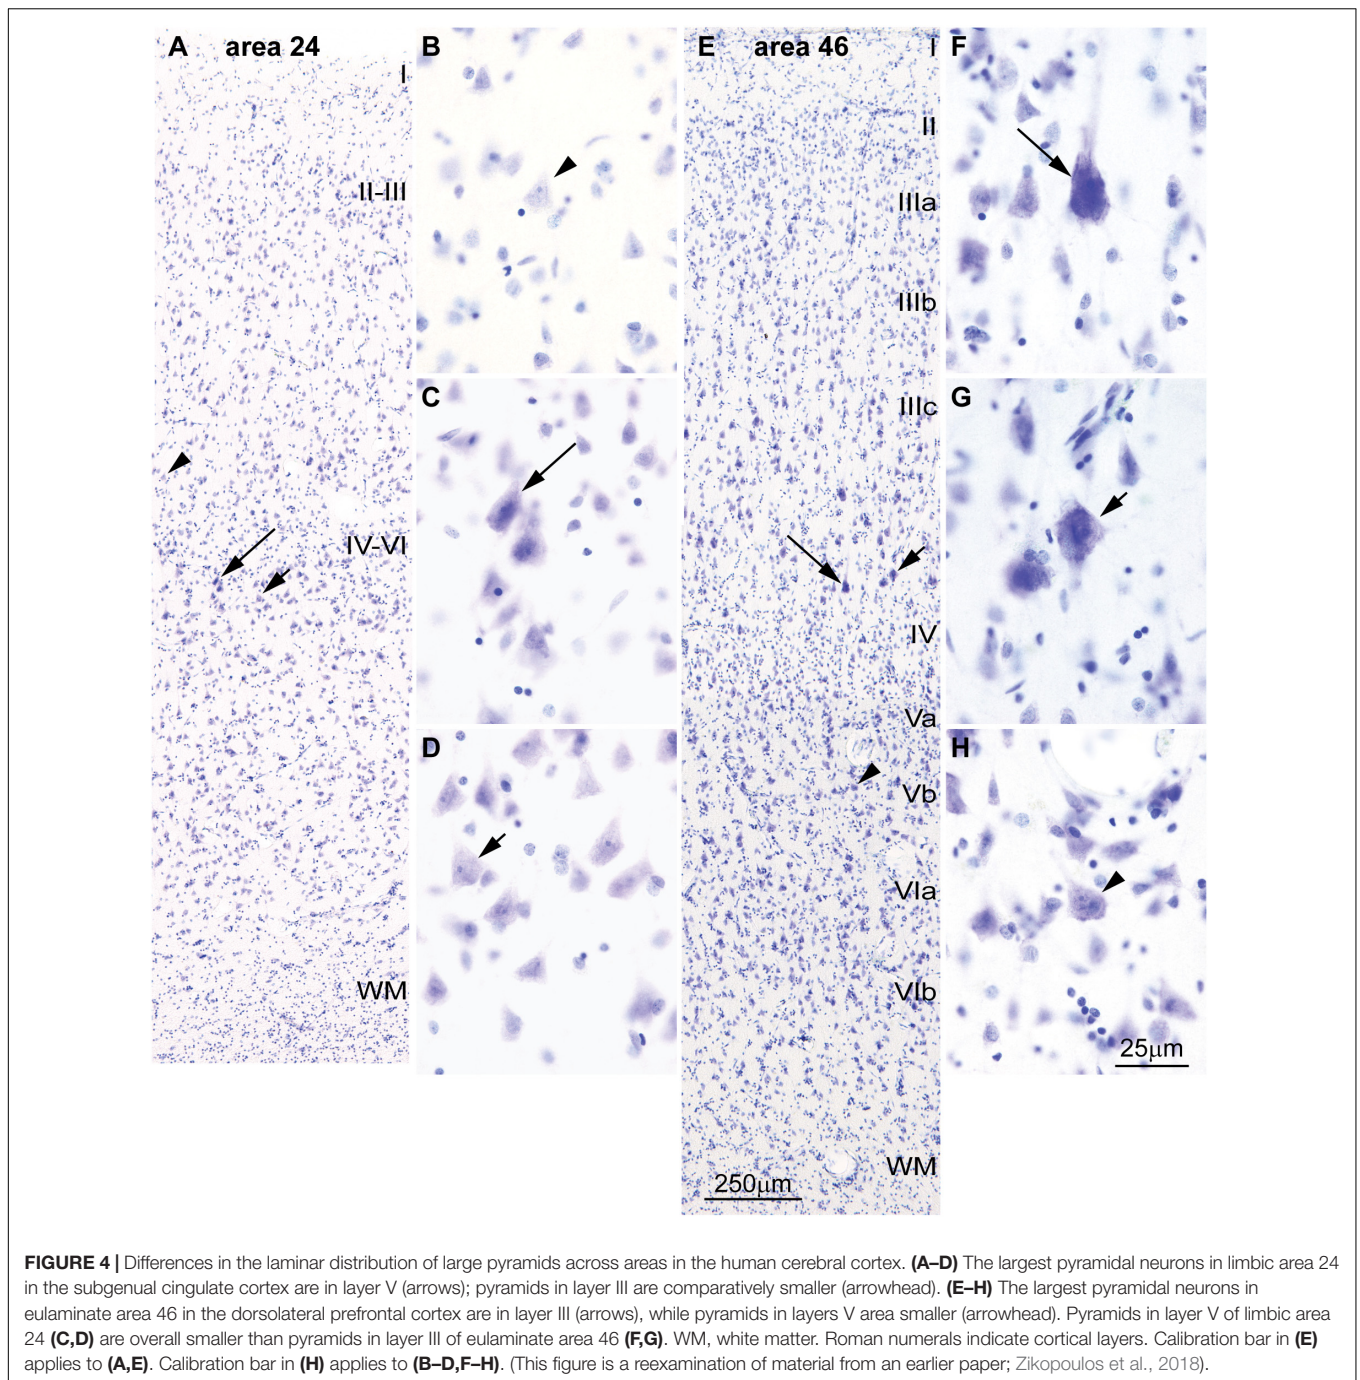 A area 24
I
II-III
IV-VI
WM
B
C
D
E area 46
I
II
IIIa
IIIb
IIIc
IV
Va
Vb
VIa
VIb
WM
250μm
F
G
H
25μm
FIGURE 4 | Differences in the laminar distribution of large pyramids across areas in the human cerebral cortex. (A–D) The largest pyramidal neurons in limbic area 24
in the subgenual cingulate cortex are in layer V (arrows); pyramids in layer III are comparatively smaller (arrowhead). (E–H) The largest pyramidal neurons in
eulaminate area 46 in the dorsolateral prefrontal cortex are in layer III (arrows), while pyramids in layers V area smaller (arrowhead). Pyramids in layer V of limbic area
24 (C,D) are overall smaller than pyramids in layer III of eulaminate area 46 (F,G). WM, white matter. Roman numerals indicate cortical layers. Calibration bar in (E)
applies to (A,E). Calibration bar in (H) applies to (B–D,F–H). (This figure is a reexamination of material from an earlier paper; Zikopoulos et al., 2018).